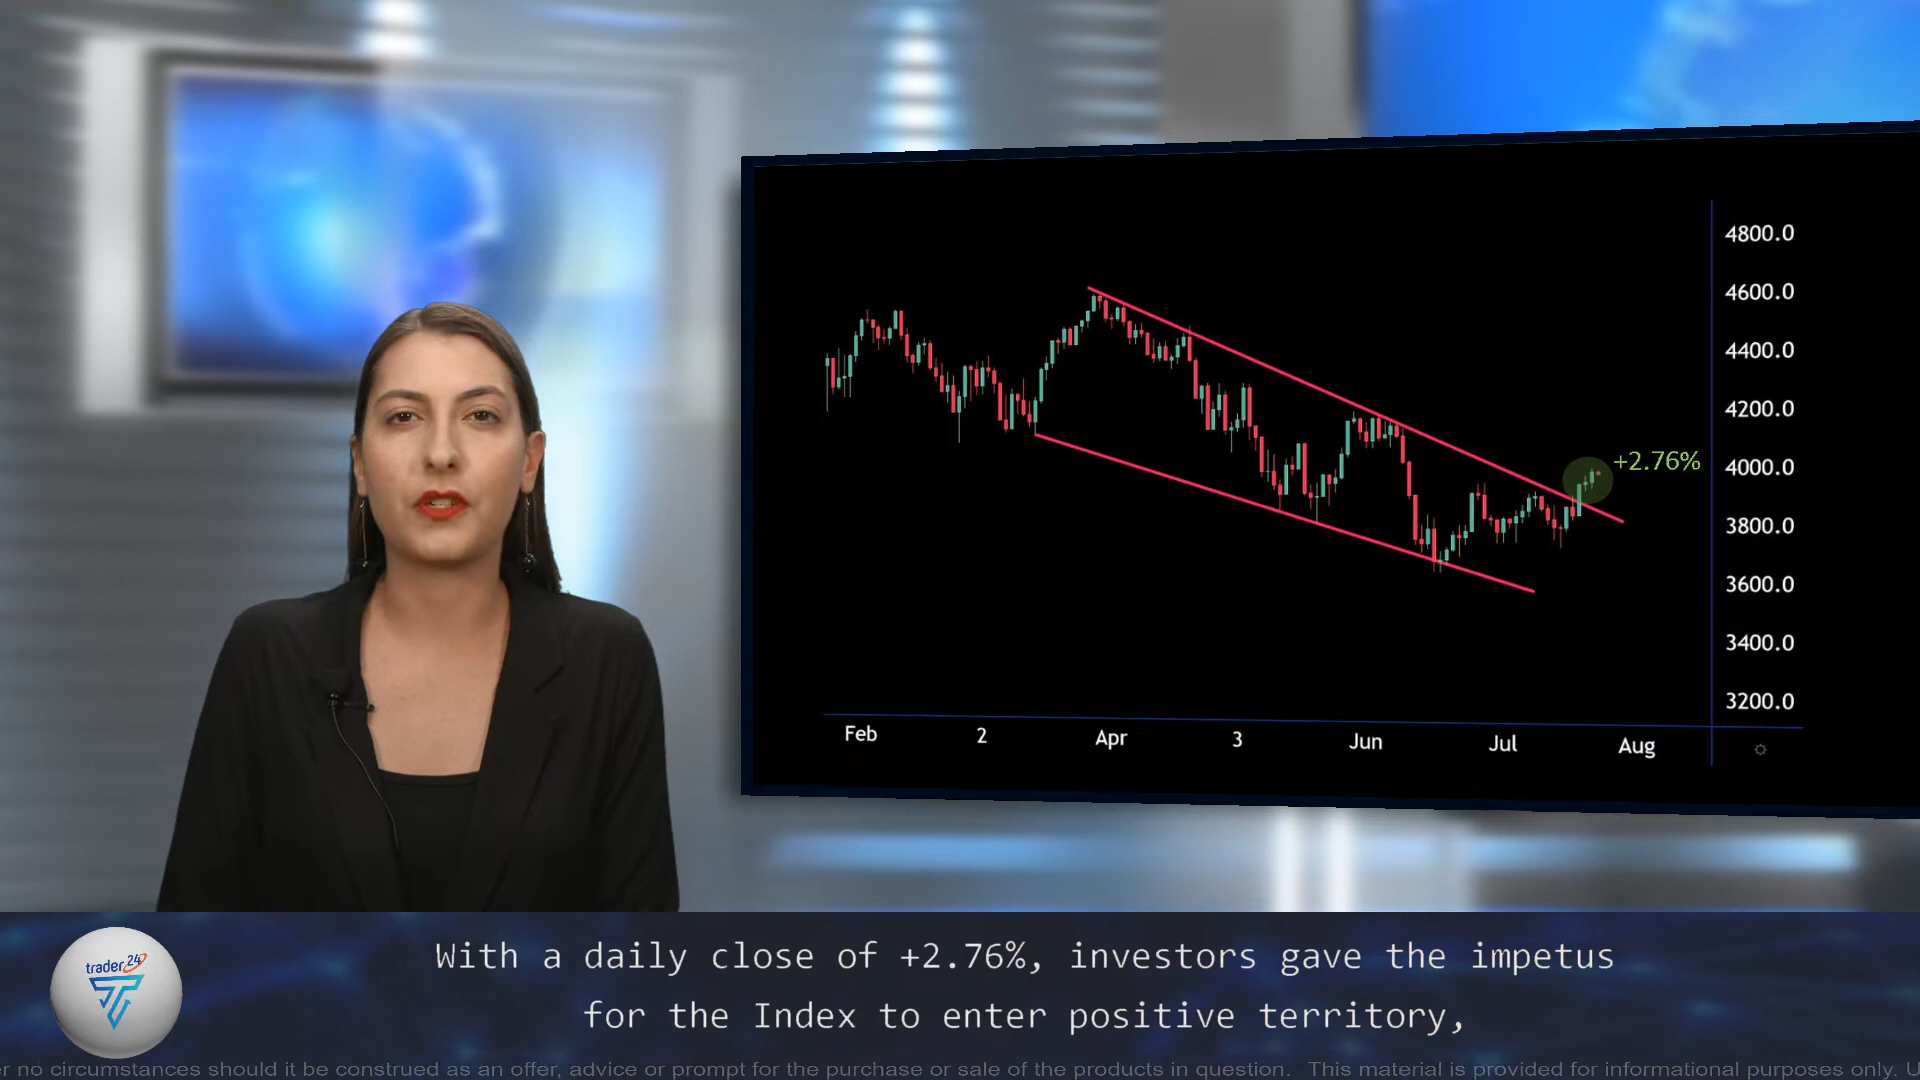 4800.0
4600.0
4400.0
4200.0
+2.76%
4000.0
3800.0
3600.0
3400.0
3200.0
Feb 2 Apr 3 Jun Jul Aug
trader 24
With a daily close of +2.76%, investors gave the impetus
for the Index to enter positive territory,
no circumstances should it be construed as an offer, advice or prompt for the purchase or sale of the products in question. This material is provided for informational purposes only.